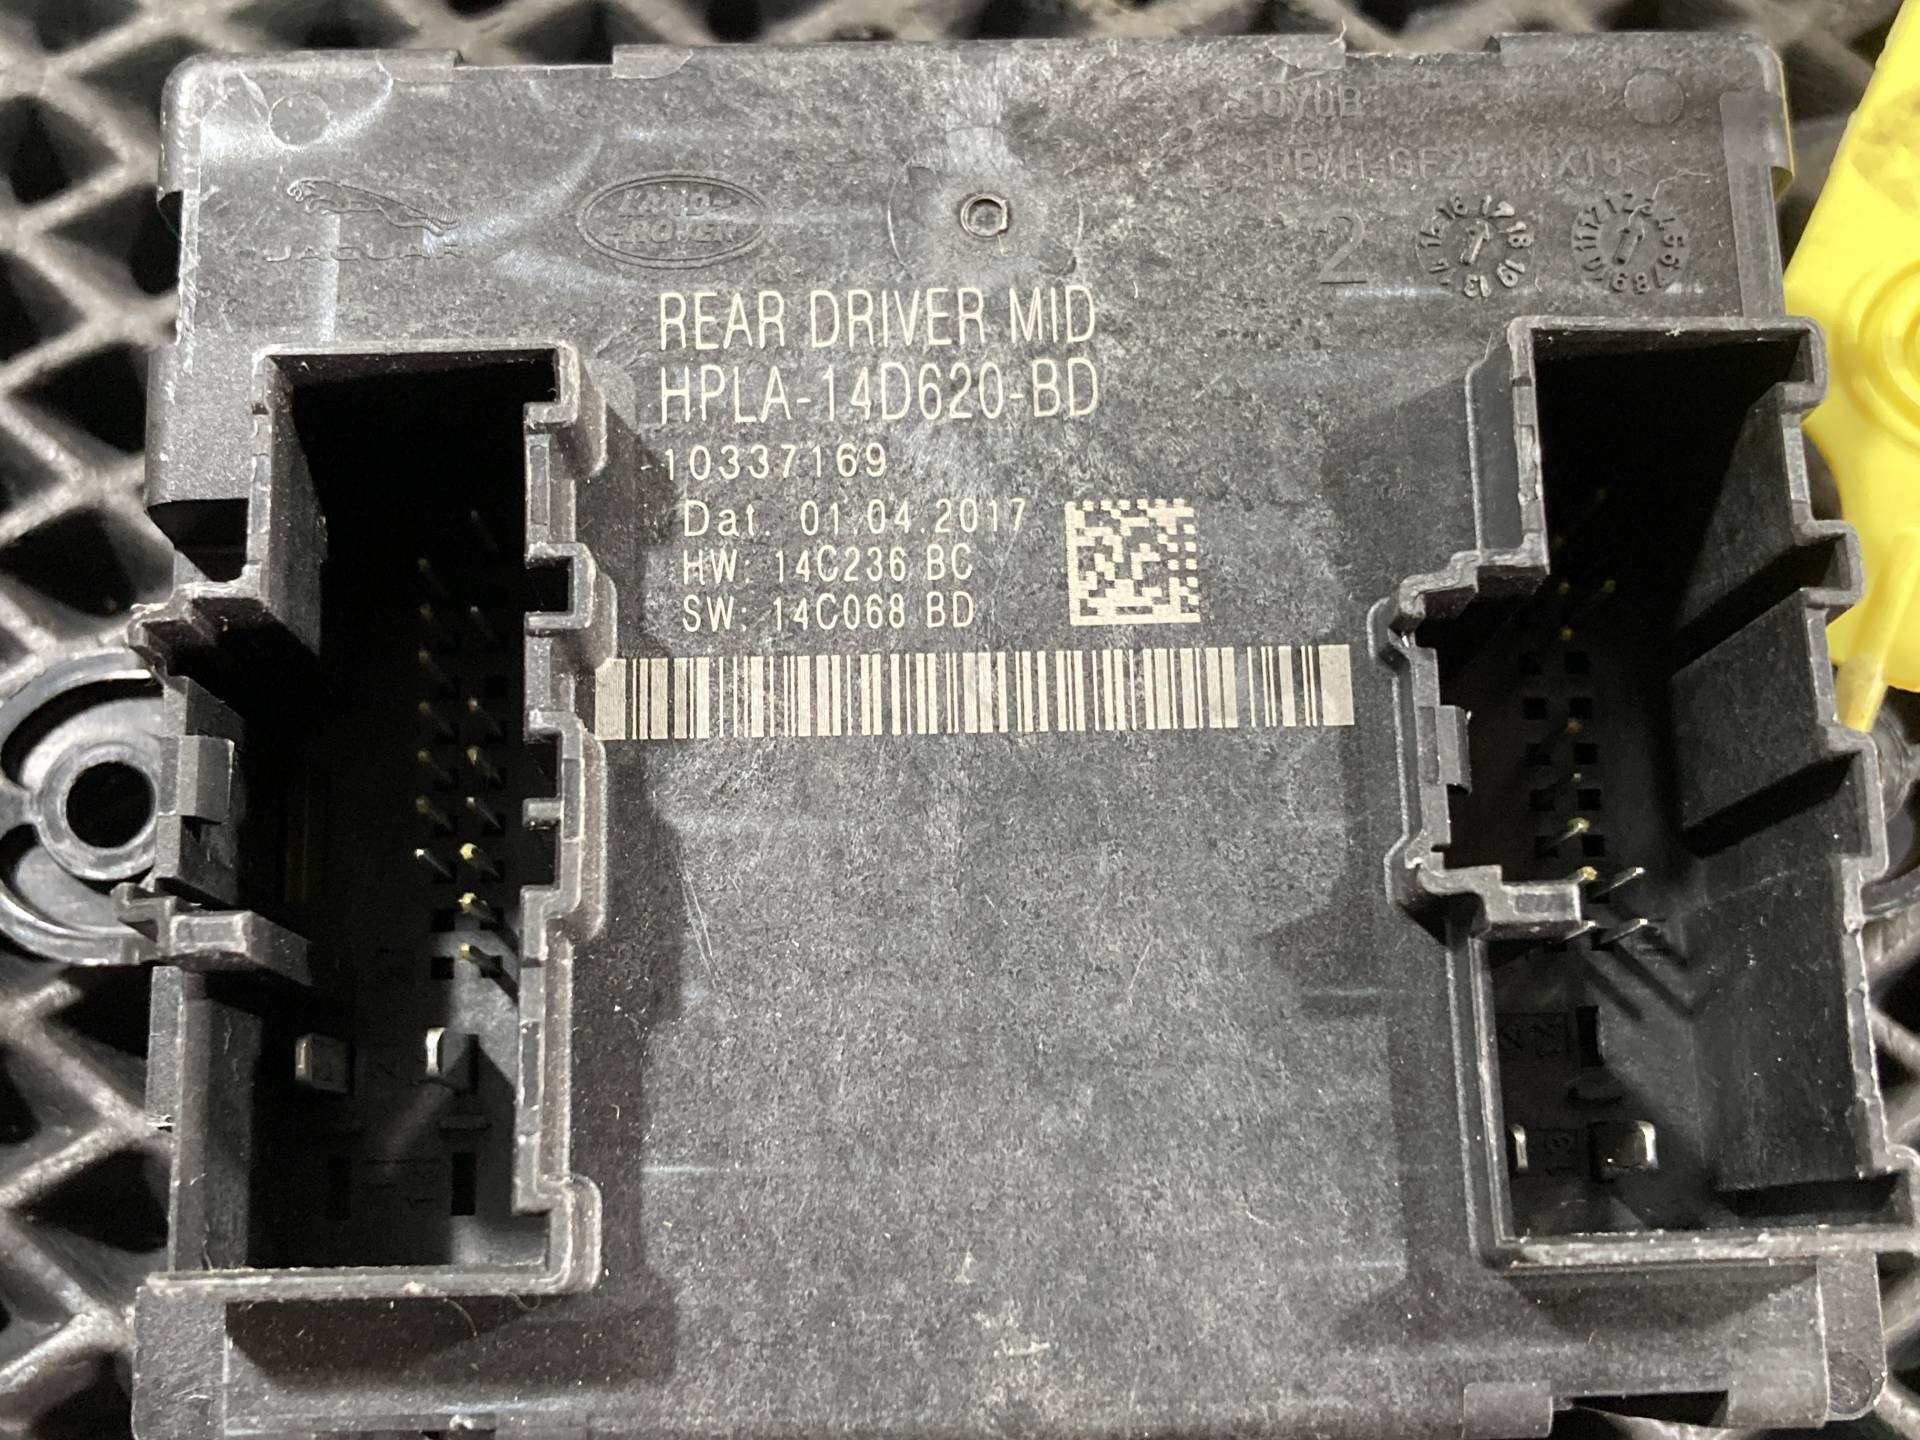 JAGUAR
LAND-
ROVER
2
REAR DRIVER MID
HPLA-14D620-BD
10337169
Dat. 01.04.2017
HW: 14C236 BC
SW: 14C068 BD